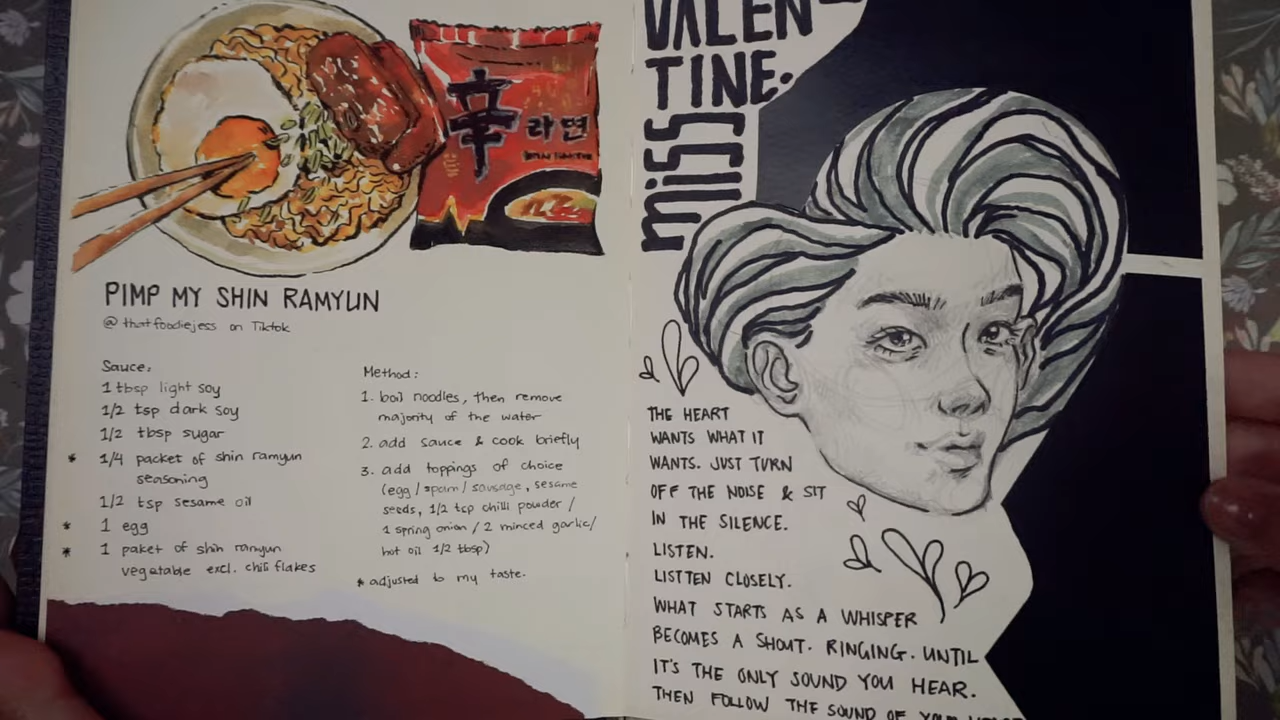 辛
라면
PIMP MY SHIN RAMYUN
@thatfoodiejess on Tiktok
Sauce:
1 tbsp light soy
1/2 tsp dark soy
1/2 tbsp sugar
* 1/4 packet of shin ramyun
seasoning
1/2 tsp sesame oil
* 1 egg
* 1 paket of shin ramyun
vegetable excl. chili flakes
Method:
1. boil noodles, then remove
majority of the water
2. add sauce & cook briefly
3. add toppings of choice
(egg / spam / sausage, sesame
seeds, 1/2 tcp chilli powder /
1 spring onion / 2 minced garlic/
hot oil 1/2 tbsp)
* adjusted to my taste.
VALEN-
TINE.
miss
THE HEART
WANTS WHAT IT
WANTS. JUST TURN
OFF THE NOISE & SIT
IN THE SILENCE.
LISTEN.
LISTTEN CLOSELY.
WHAT STARTS AS A WHISPER
BECOMES A SHOUT. RINGING. UNTIL
IT'S THE ONLY SOUND YOU HEAR.
THEN FOLLOW THE SOUND OF YOUR